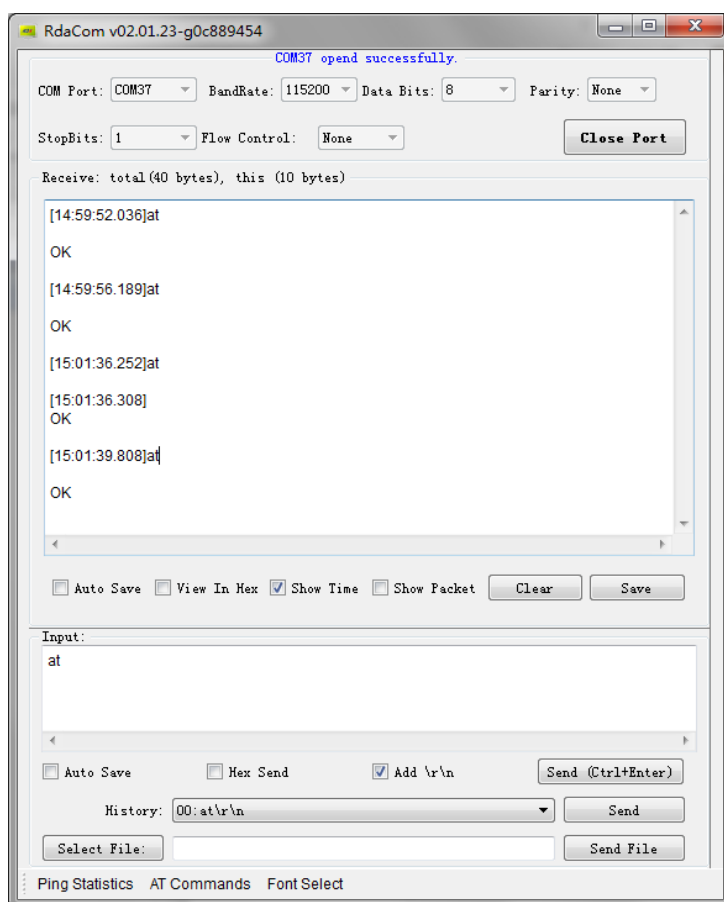 RdaCom v02.01.23-g0c889454
COM37 opend successfully.
COM Port: COM37 BandRate: 115200 Data Bits: 8 Parity: None
StopBits: 1 Flow Control: None Close Port
Receive: total(40 bytes), this (10 bytes)
[14:59:52.036]at
OK
[14:59:56.189]at
OK
[15:01:36.252]at
[15:01:36.308]
OK
[15:01:39.808]at
OK
Auto Save View In Hex Show Time Show Packet Clear Save
Input:
at
Auto Save Hex Send Add \r\n Send (Ctrl+Enter)
History: 00:at\r\n Send
Select File: Send File
Ping Statistics AT Commands Font Select